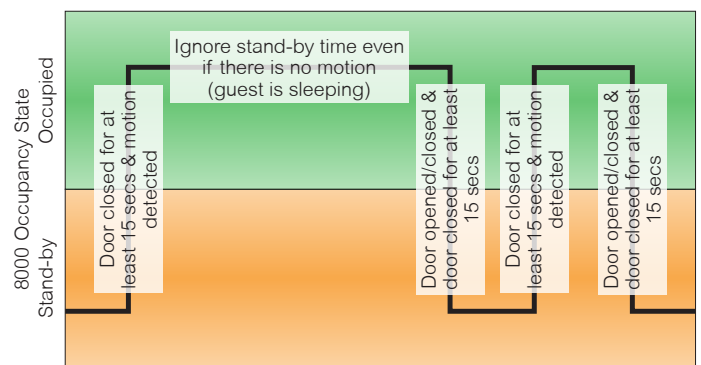 8000 Occupancy State
Stand-by
Occupied
Ignore stand-by time even
if there is no motion
(guest is sleeping)
Door closed for at
least 15 secs & motion
detected
Door opened/closed &
door closed for at least
15 secs
Door closed for at
least 15 secs & motion
detected
Door opened/closed &
door closed for at least
15 secs